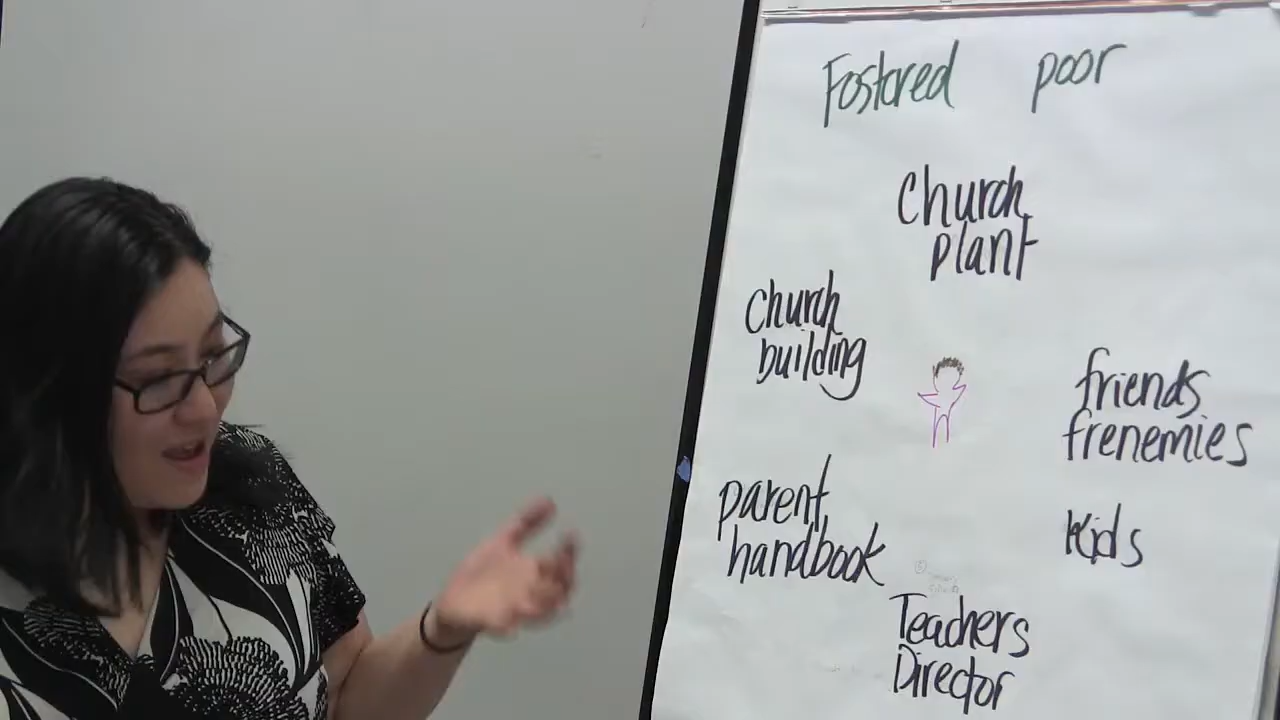 Fostered poor
Church
plant
Church
building
friends
frenemies
parent
handbook
Kids
Teachers
Director